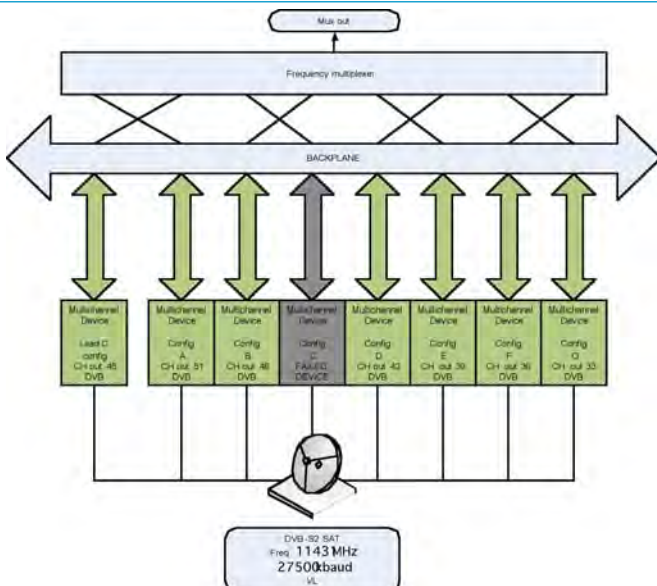 Mux out
Frequency multiplexer
BACKPLANE
Multichannel
Device
Load C
config
CH out 45
DVB
Multichannel
Device
Config
A
CH out 51
DVB
Multichannel
Device
Config
B
CH out 48
DVB
Multichannel
Device
Config
C
FAILED
DEVICE
Multichannel
Device
Config
D
CH out 42
DVB
Multichannel
Device
Config
E
CH out 39
DVB
Multichannel
Device
Config
F
CH out 36
DVB
Multichannel
Device
Config
CH out 33
DVB
DVB-S2 SAT
Freq 11431MHz
27500kbaud
VL